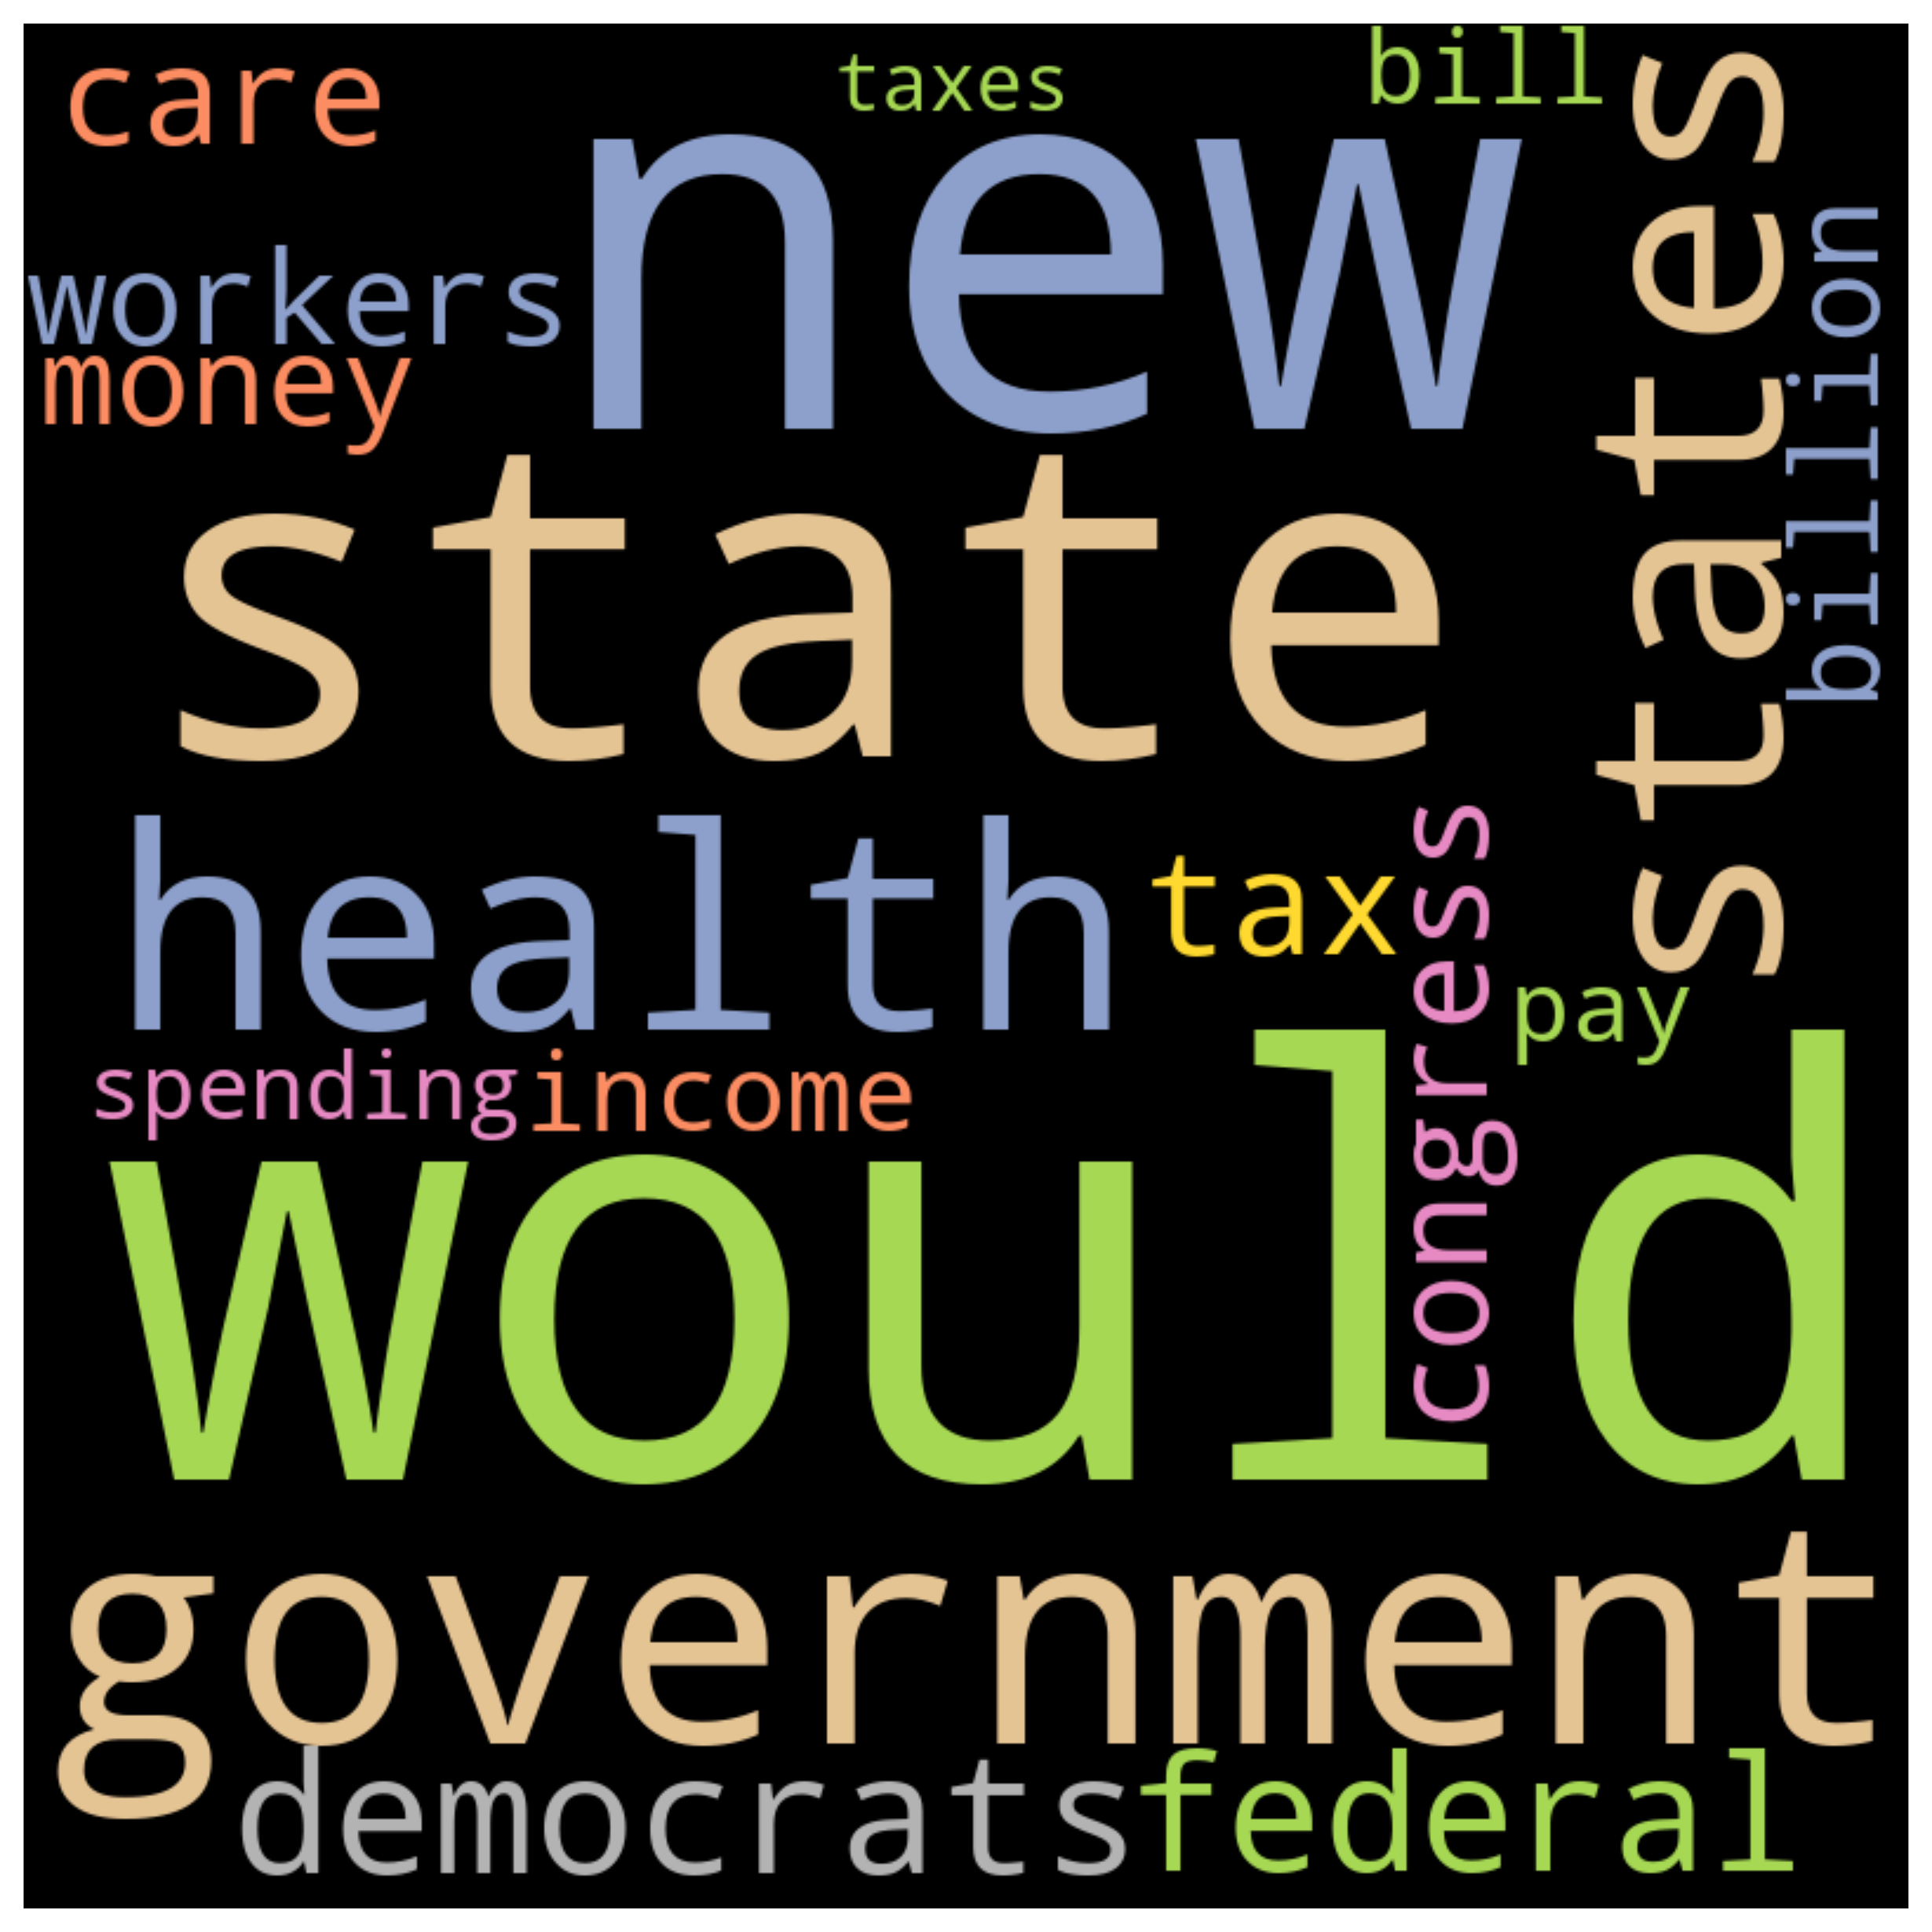 care
taxes
bill
new
states
billion
workers
money
state
health
tax
congress
pay
spending
income
would
government
democrats
federal